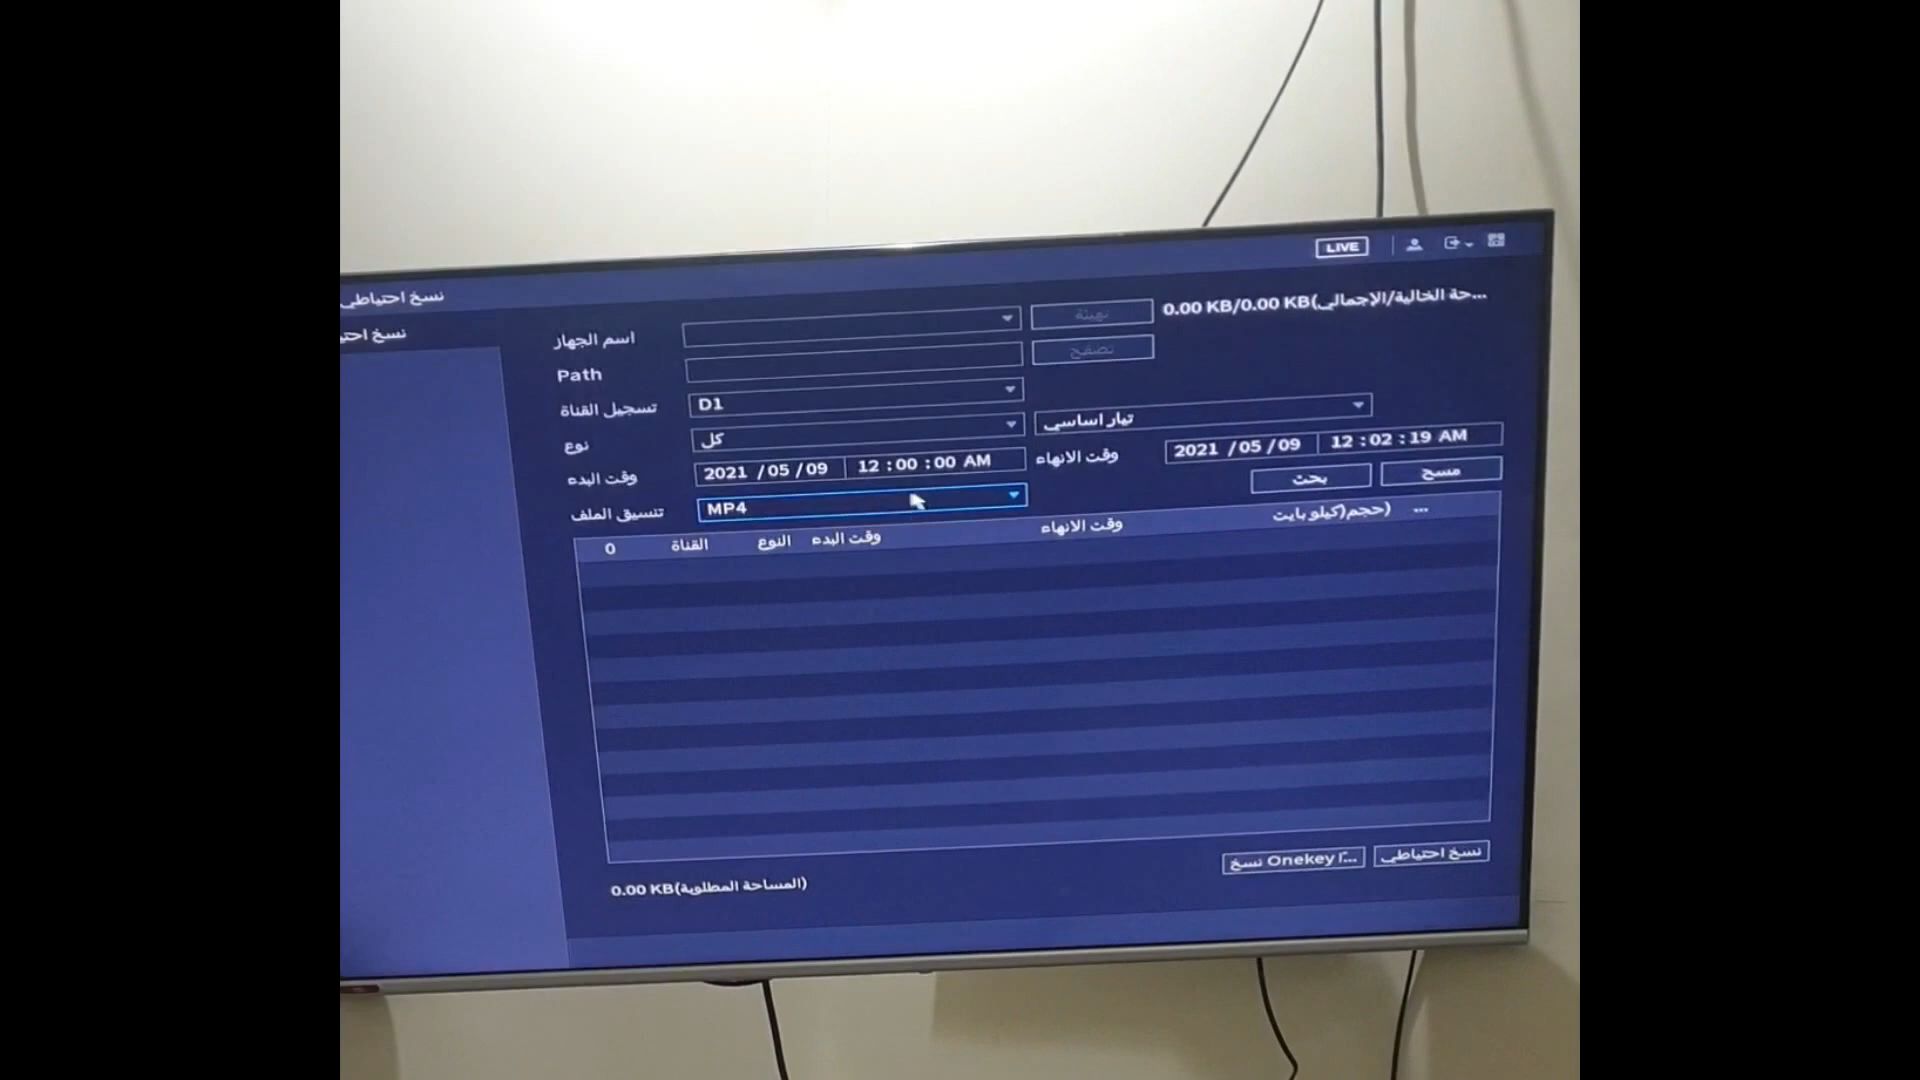 LIVE
نسخ احتياطي
نسخ احتي
اسم الجهاز
تهيئة
...حة الخالية/الإجمالي)0.00 KB/0.00 KB
Path
تصفح
تسجيل القناة D1
نوع كل
تيار اساسي
وقت البدء 2021 /05 /09 12 :00 :00 AM
وقت الانهاء 2021 /05 /09 12 :02 :19 AM
تنسيق الملف MP4
بحث مسح
0 القناة النوع وقت البدء وقت الانهاء (حجم(كيلو بايت ...
نسخ Onekey ا... نسخ احتياطي
0.00 KB(المساحة المطلوبة)